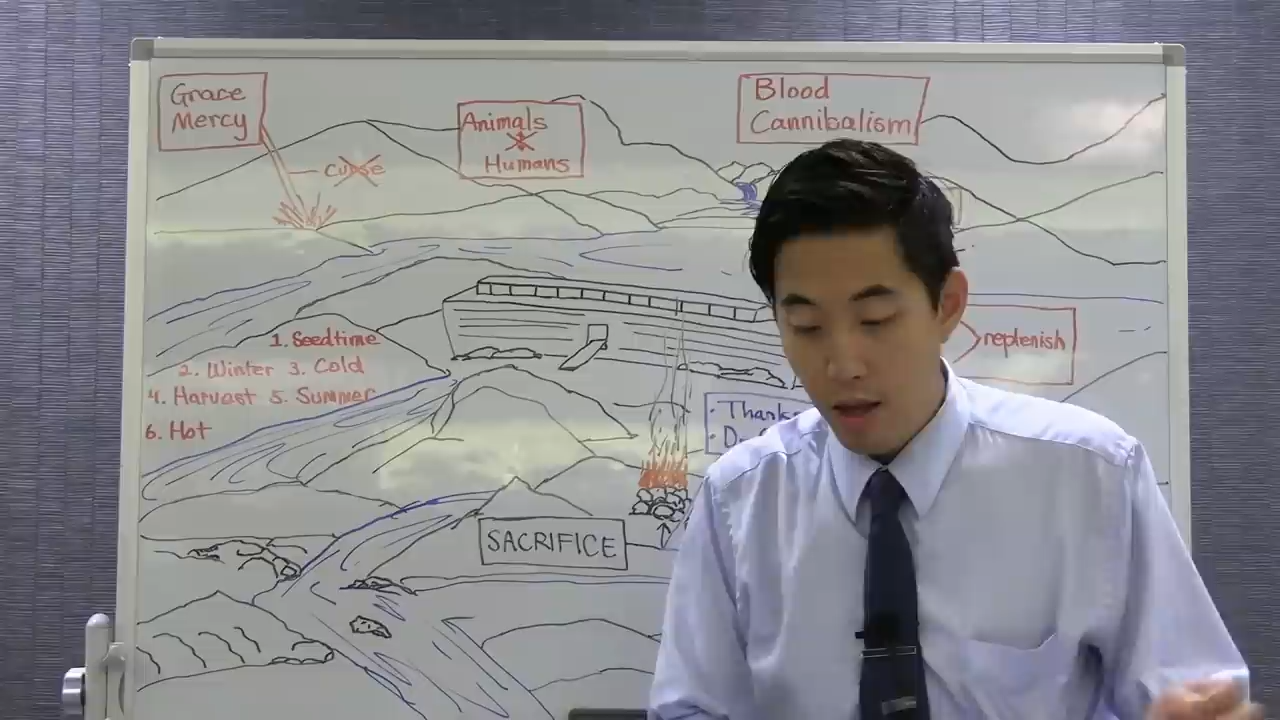 Grace
Mercy
Curse
Animals
Humans
Blood
Cannibalism
1. Seedtime
2. Winter 3. Cold
4. Harvest 5. Summer
6. Hot
replenish
SACRIFICE